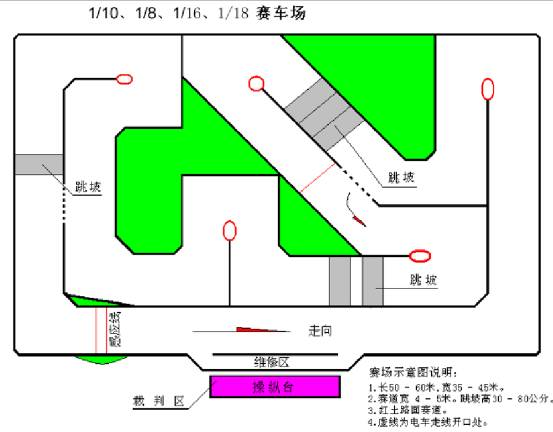 1/10、1/8、1/16、1/18 赛车场
跳坡
跳坡
跳坡
感应线
走向
维修区
操纵台
裁判区
赛场示意图说明:
1.长50－60米,宽35－45米。
2.赛道宽 4－5米。跳坡高30－80公分。
3.红土路面赛道。
4.虚线为电车走线开口处。